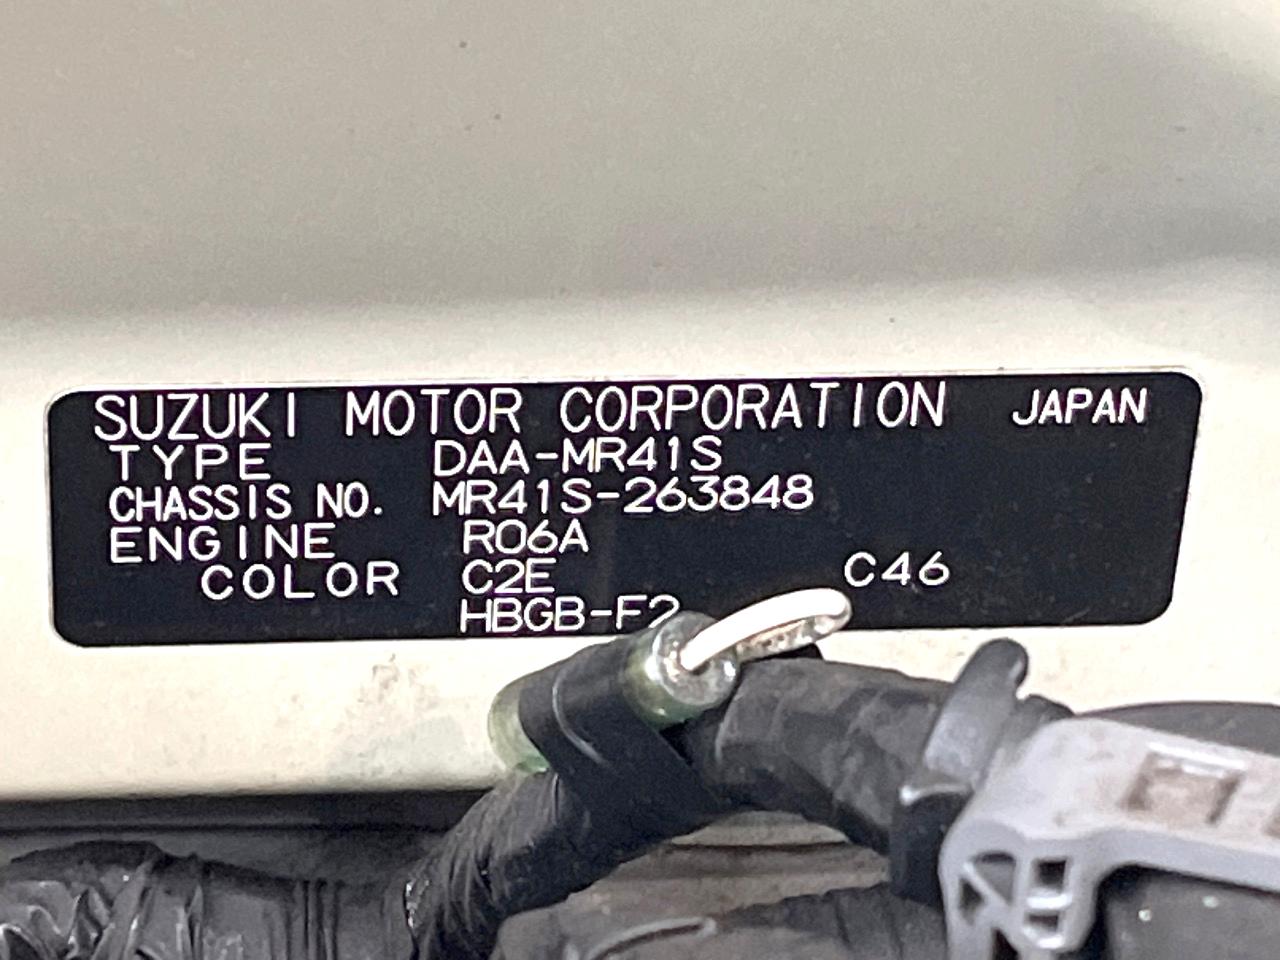 SUZUKI MOTOR CORPORATION JAPAN
TYPE DAA-MR41S
CHASSIS NO. MR41S-263848
ENGINE R06A
COLOR C2E C46
HBGB-F2